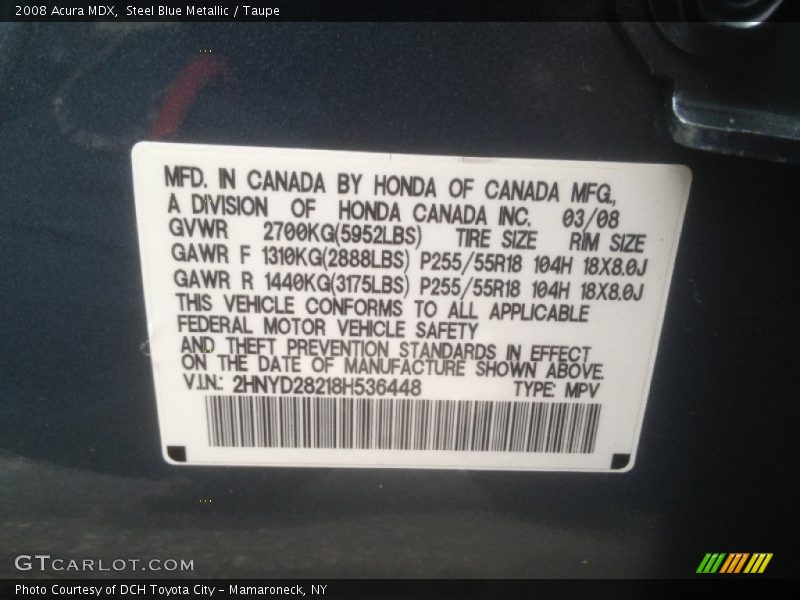 2008 Acura MDX,  Steel Blue Metallic / Taupe
MFD. IN CANADA BY HONDA OF CANADA MFG.,
A DIVISION OF HONDA CANADA INC. 03/08
GVWR 2700KG(5952LBS) TIRE SIZE RIM SIZE
GAWR F 1310KG(2888LBS) P255/55R18 104H 18X8.0J
GAWR R 1440KG(3175LBS) P255/55R18 104H 18X8.0J
THIS VEHICLE CONFORMS TO ALL APPLICABLE
FEDERAL MOTOR VEHICLE SAFETY
AND THEFT PREVENTION STANDARDS IN EFFECT
ON THE DATE OF MANUFACTURE SHOWN ABOVE.
V.I.N.: 2HNYD28218H536448 TYPE: MPV
GTCARLOT.COM
Photo Courtesy of DCH Toyota City – Mamaroneck, NY